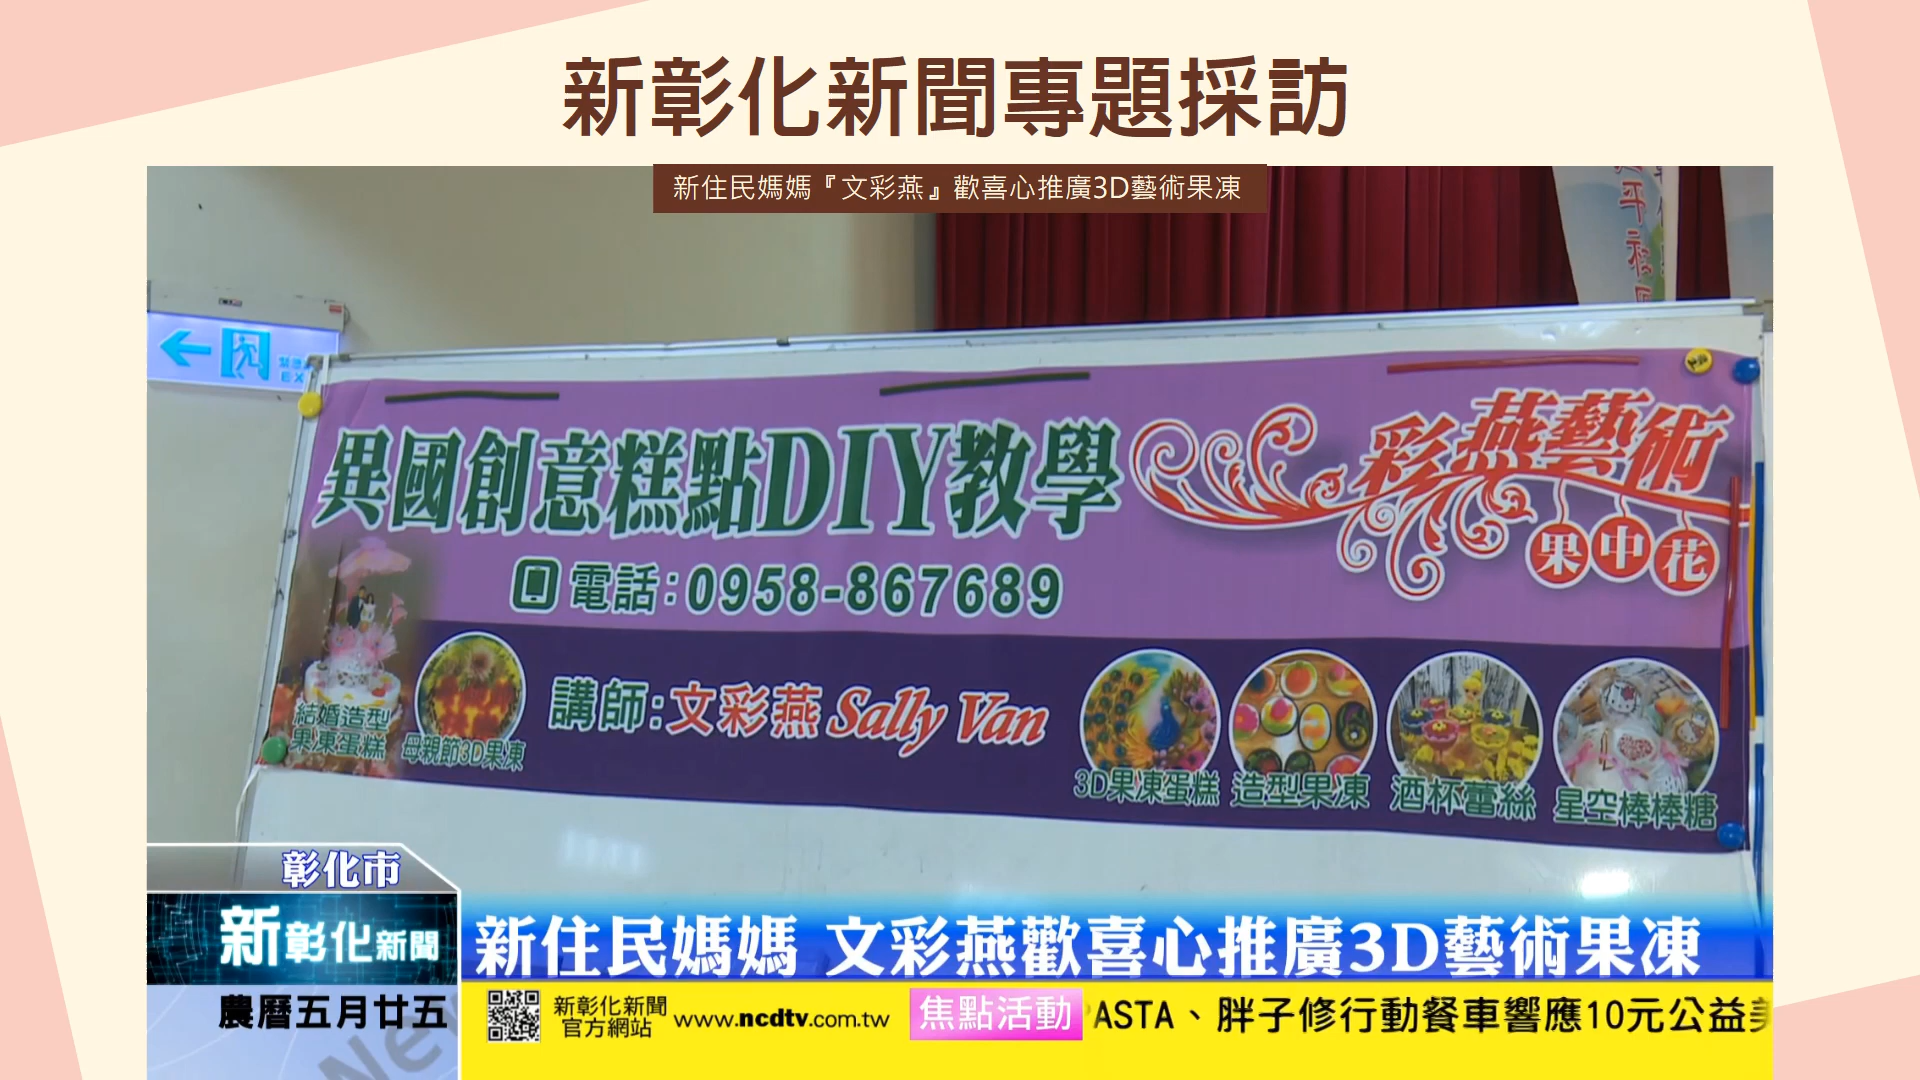 新彰化新聞專題採訪
新住民媽媽『文彩燕』歡喜心推廣3D藝術果凍
平社
異國創意糕點DIY教學
彩燕藝術
果中花
電話:0958-867689
講師:文彩燕 Sally Van
結婚造型
果凍蛋糕
母親節3D果凍
3D果凍蛋糕
造型果凍
酒杯蕾絲
星空棒棒糖
彰化市
新彰化新聞
新住民媽媽 文彩燕歡喜心推廣3D藝術果凍
農曆五月廿五
新彰化新聞
官方網站
www.ncdtv.com.tw
焦點活動
PASTA、胖子修行動餐車響應10元公益美